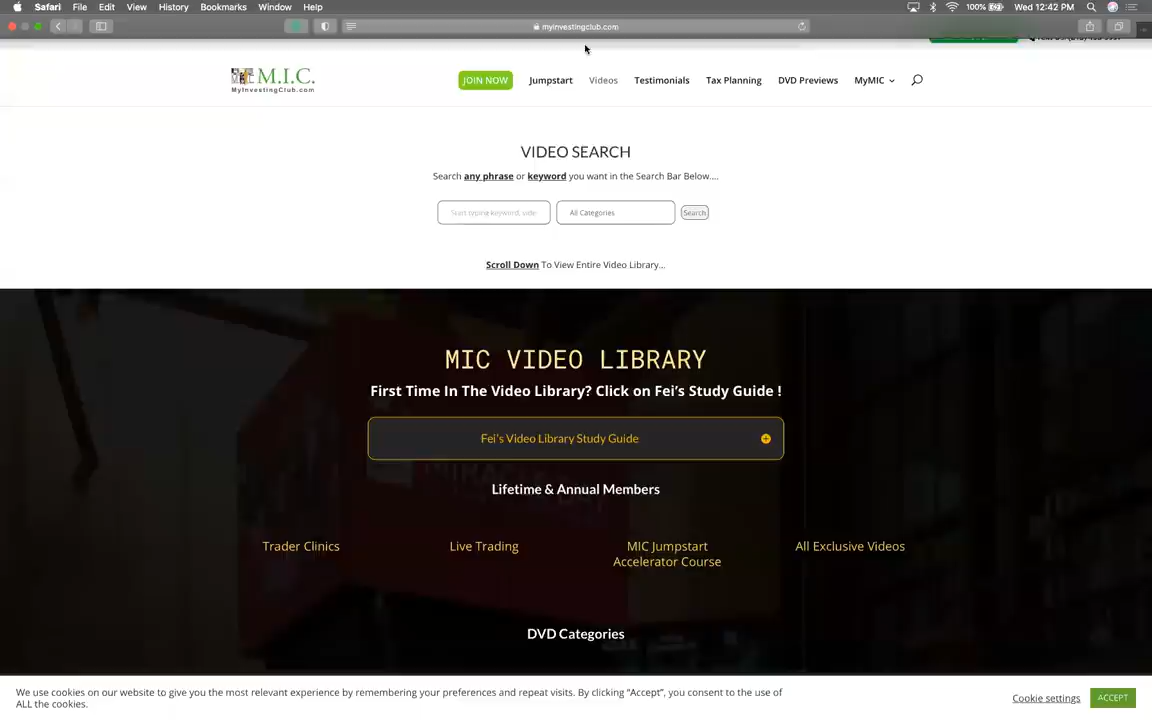 Safari File Edit View History Bookmarks Window Help 100% Wed 12:42 PM
myinvestingclub.com
M.I.C.
MyInvestingClub.com
JOIN NOW Jumpstart Videos Testimonials Tax Planning DVD Previews MyMIC
VIDEO SEARCH
Search any phrase or keyword you want in the Search Bar Below....
Start typing keyword, vide All Categories Search
Scroll Down To View Entire Video Library...
MIC VIDEO LIBRARY
First Time In The Video Library? Click on Fei's Study Guide !
Fei's Video Library Study Guide
Lifetime & Annual Members
Trader Clinics Live Trading MIC Jumpstart All Exclusive Videos
Accelerator Course
DVD Categories
We use cookies on our website to give you the most relevant experience by remembering your preferences and repeat visits. By clicking "Accept", you consent to the use of
ALL the cookies.
Cookie settings ACCEPT